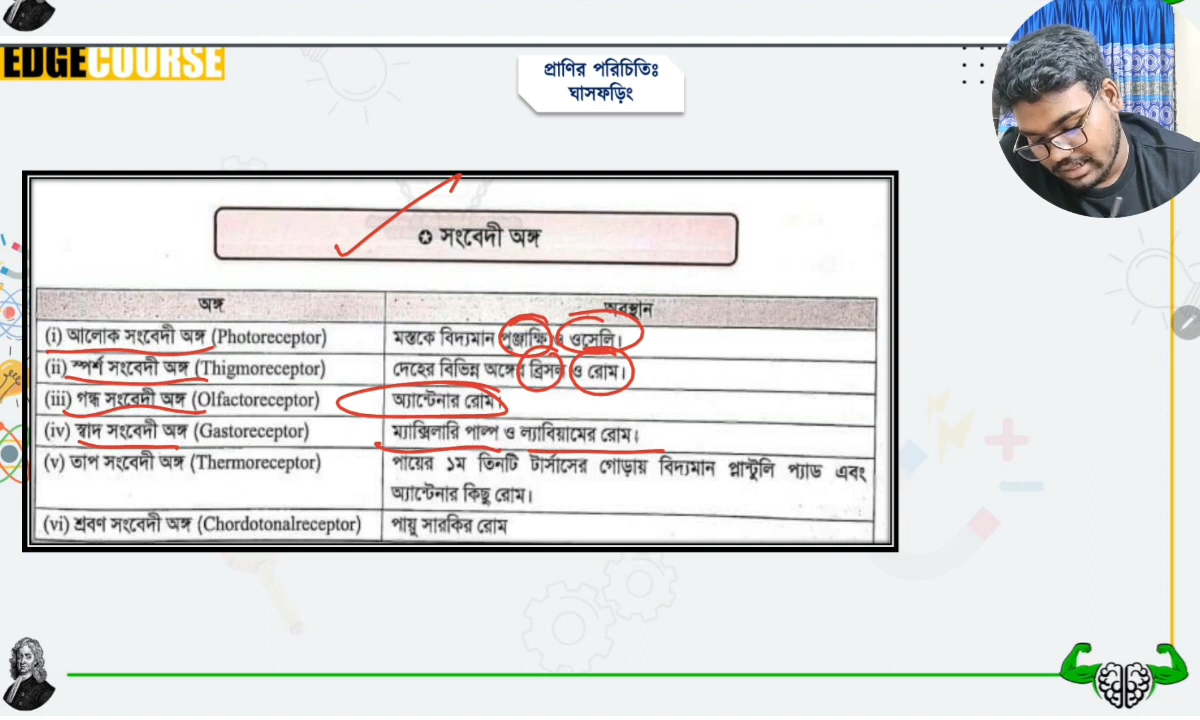 EDGECOURSE
প্রাণির পরিচিতিঃ
ঘাসফড়িং
✪ সংবেদী অঙ্গ
অঙ্গ অবস্থান
(i) আলোক সংবেদী অঙ্গ (Photoreceptor) মস্তকে বিদ্যমান পুঞ্জাক্ষি ও ওসেলি।
(ii) স্পর্শ সংবেদী অঙ্গ (Thigmoreceptor) দেহের বিভিন্ন অঙ্গের ব্রিসল ও রোম।
(iii) গন্ধ সংবেদী অঙ্গ (Olfactoreceptor) অ্যান্টেনার রোম।
(iv) স্বাদ সংবেদী অঙ্গ (Gastoreceptor) ম্যাক্সিলারি পাল্প ও ল্যাবিয়ামের রোম।
(v) তাপ সংবেদী অঙ্গ (Thermoreceptor) পায়ের ১ম তিনটি টার্সাসের গোড়ায় বিদ্যমান প্লান্টুলি প্যাড এবং
অ্যান্টেনার কিছু রোম।
(vi) শ্রবণ সংবেদী অঙ্গ (Chordotonalreceptor) পায়ু সারকির রোম